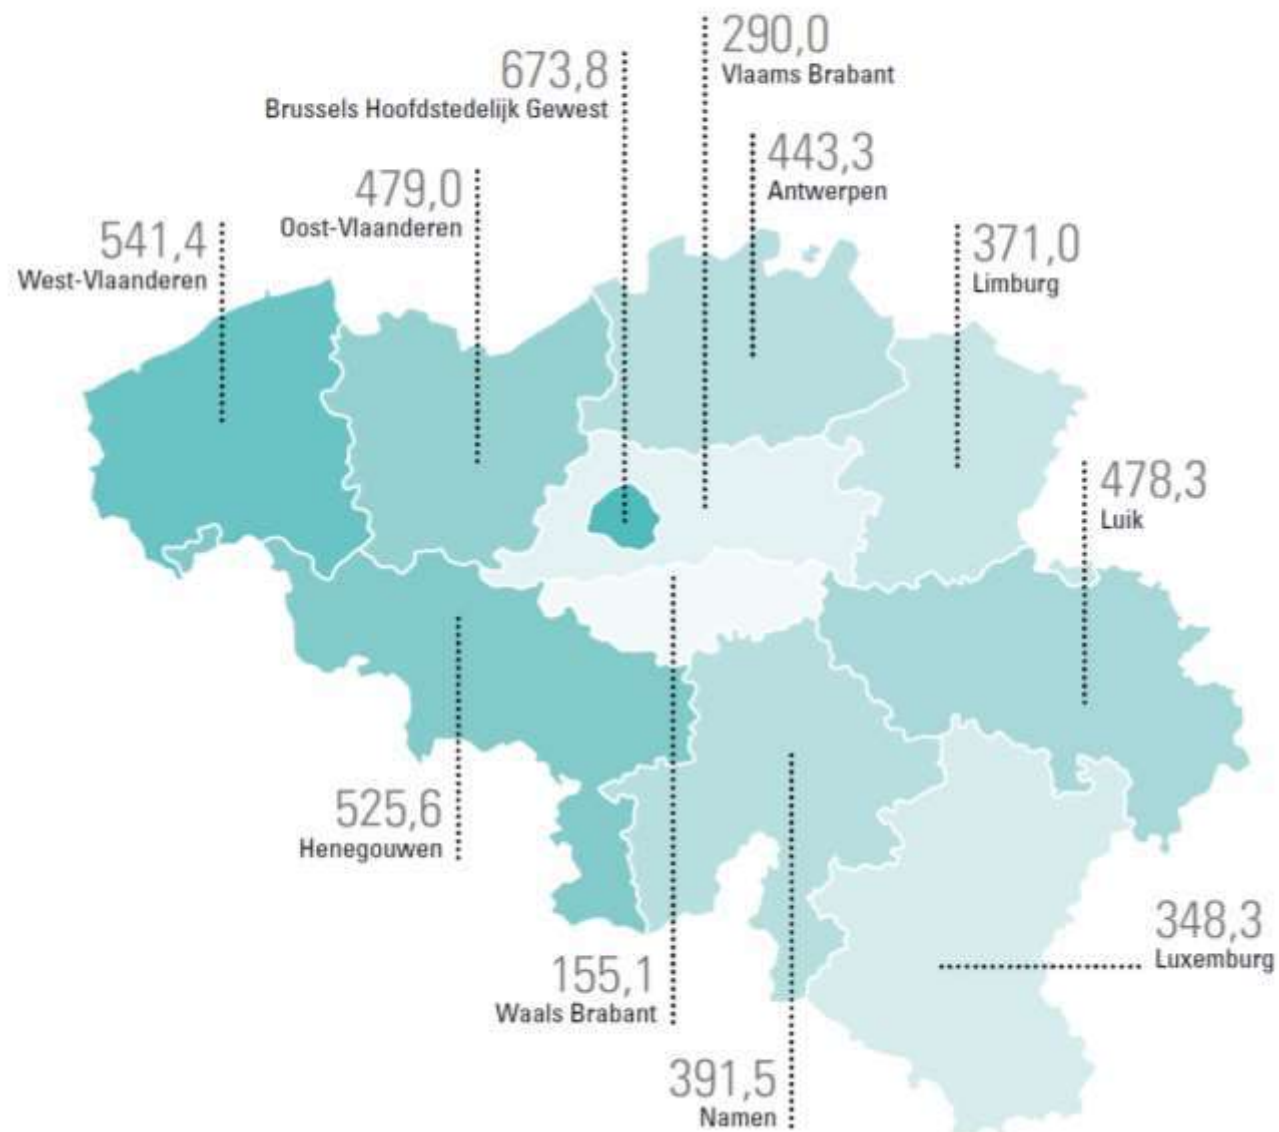 290,0
Vlaams Brabant
673,8
Brussels Hoofdstedelijk Gewest
443,3
Antwerpen
479,0
Oost-Vlaanderen
541,4
West-Vlaanderen
371,0
Limburg
478,3
Luik
525,6
Henegouwen
348,3
Luxemburg
155,1
Waals Brabant
391,5
Namen